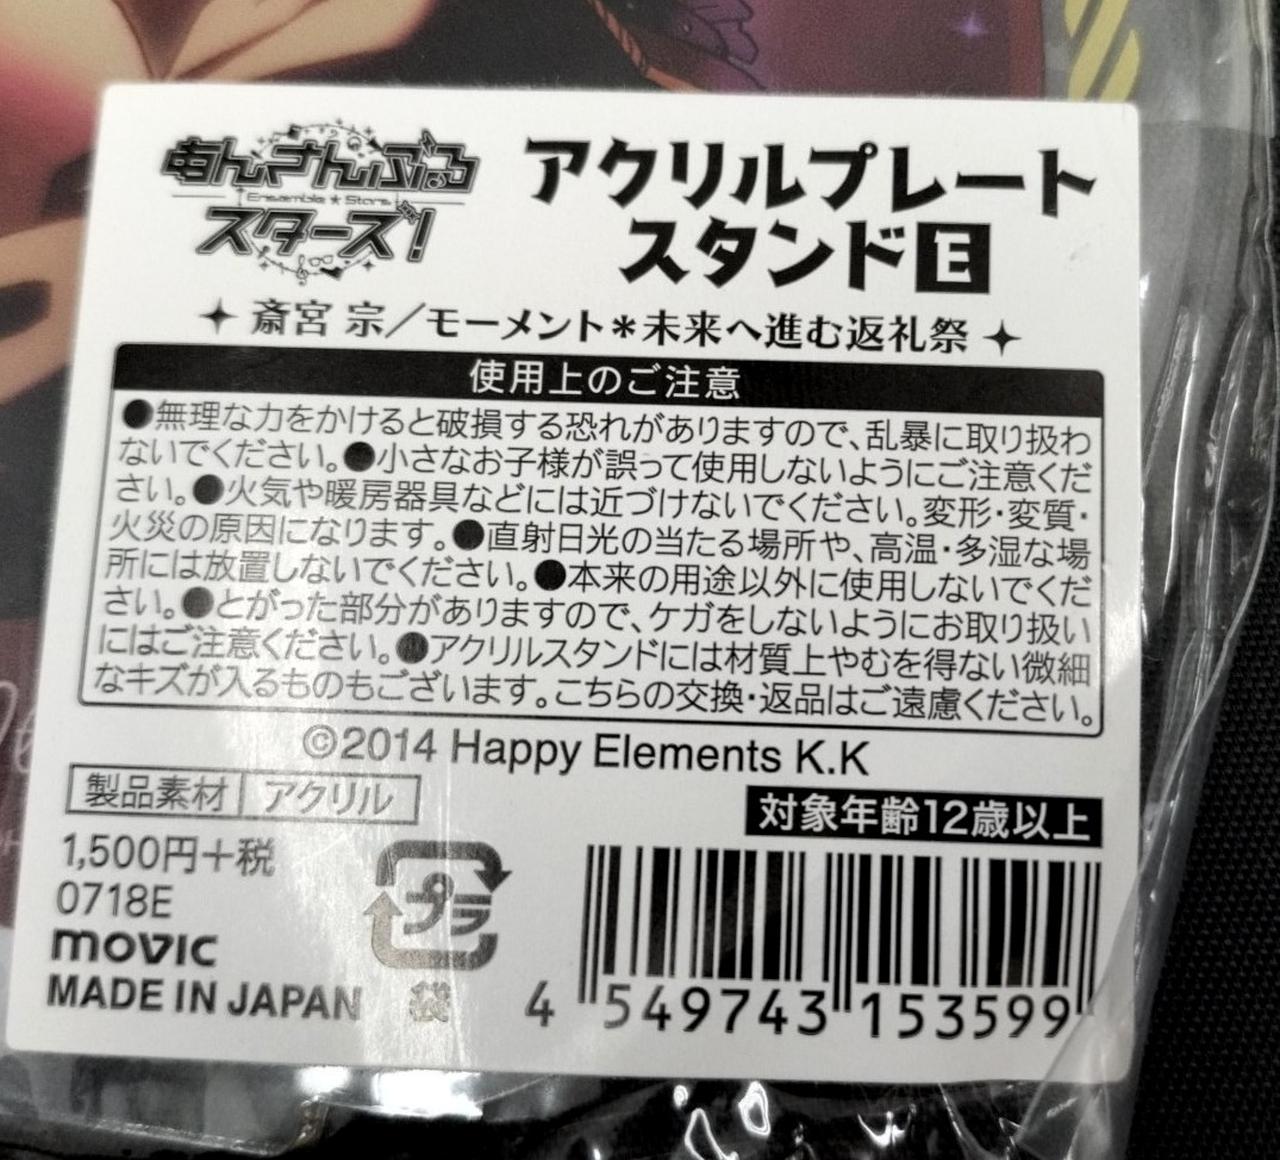 あんさんぶる
Ensemble ★ Stars
スターズ!
アクリルプレート
スタンドE
斎宮 宗／モーメント＊未来へ進む返礼祭
使用上のご注意
●無理な力をかけると破損する恐れがありますので、乱暴に取り扱わ
ないでください。●小さなお子様が誤って使用しないようにご注意くだ
さい。●火気や暖房器具などには近づけないでください。変形・変質・
火災の原因になります。●直射日光の当たる場所や、高温・多湿な場
所には放置しないでください。●本来の用途以外に使用しないでくだ
さい。●とがった部分がありますので、ケガをしないようにお取り扱い
にはご注意ください。●アクリルスタンドには材質上やむを得ない微細
なキズが入るものもございます。こちらの交換・返品はご遠慮ください。
©2014 Happy Elements K.K
製品素材 アクリル
対象年齢12歳以上
1,500円＋税
0718E
movic
MADE IN JAPAN
プラ
袋
4 549743 153599